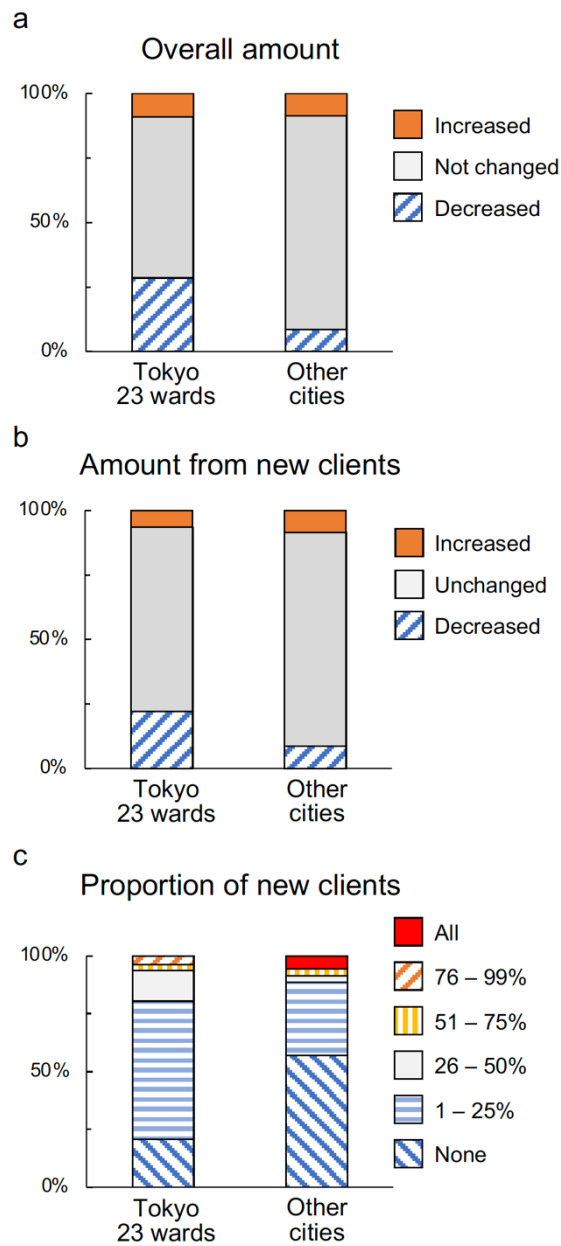 a
Overall amount
100%
50%
0%
Tokyo
23 wards
Other
cities
Increased
Not changed
Decreased
b
Amount from new clients
100%
50%
0%
Tokyo
23 wards
Other
cities
Increased
Unchanged
Decreased
c
Proportion of new clients
100%
50%
0%
Tokyo
23 wards
Other
cities
All
76 – 99%
51 – 75%
26 – 50%
1 – 25%
None